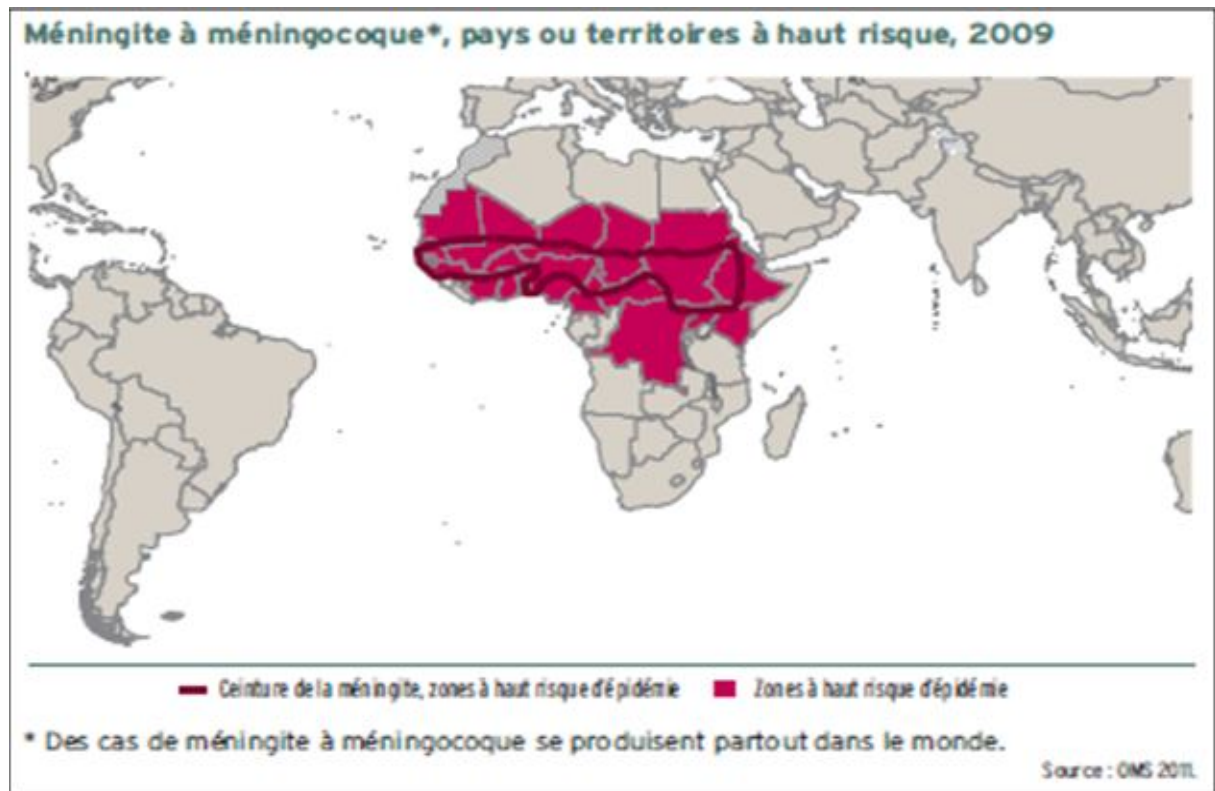 Méningite à méningocoque*, pays ou territoires à haut risque, 2009
Ceinture de la méningite, zones à haut risque d'épidémie
Zones à haut risque d'épidémie
* Des cas de méningite à méningocoque se produisent partout dans le monde.
Source : OMS 2011.